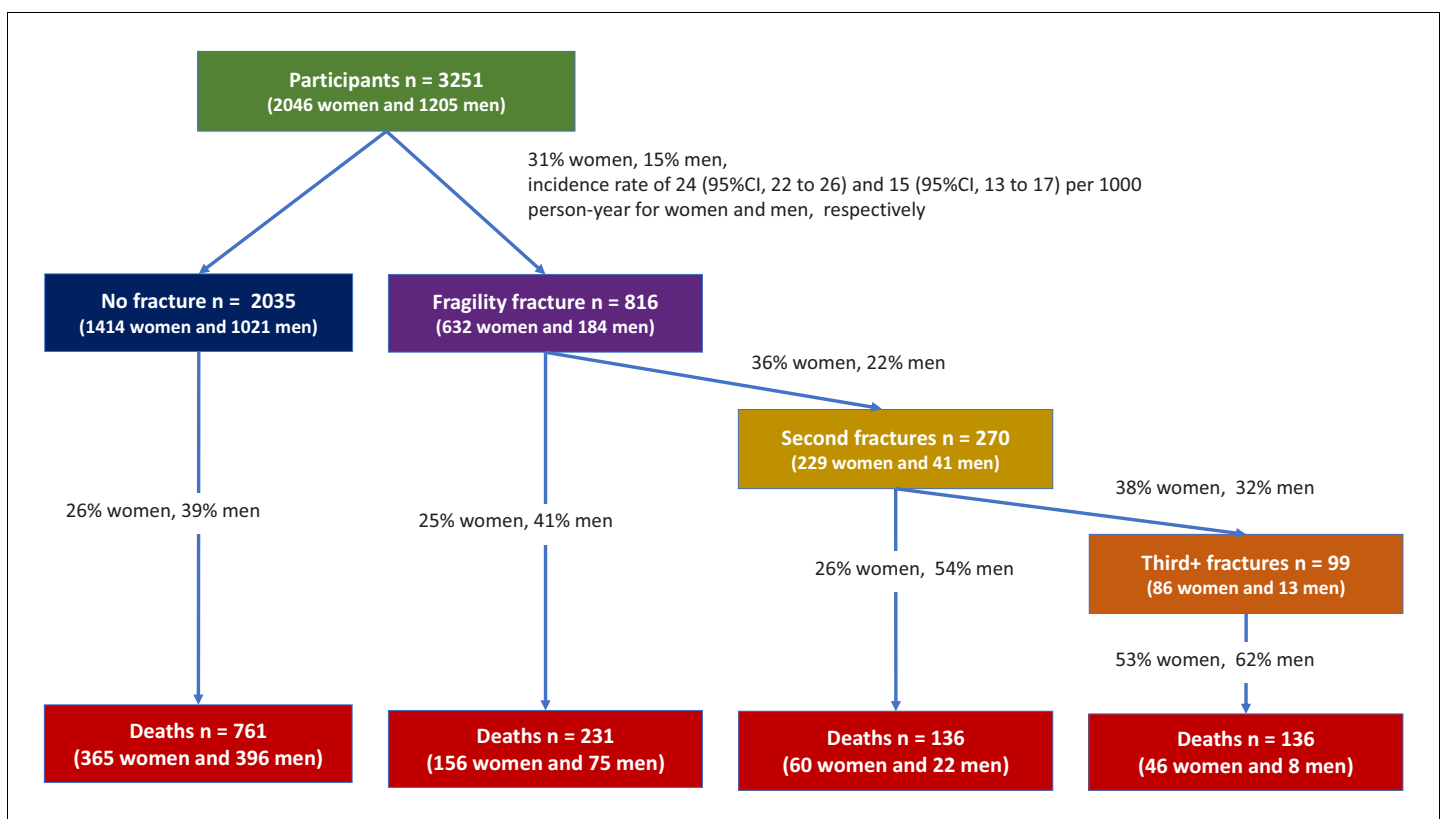 Participants n = 3251
(2046 women and 1205 men)
31% women, 15% men,
incidence rate of 24 (95%CI, 22 to 26) and 15 (95%CI, 13 to 17) per 1000
person-year for women and men, respectively
No fracture n = 2035
(1414 women and 1021 men)
Fragility fracture n = 816
(632 women and 184 men)
36% women, 22% men
Second fractures n = 270
(229 women and 41 men)
38% women, 32% men
26% women, 39% men
25% women, 41% men
26% women, 54% men
Third+ fractures n = 99
(86 women and 13 men)
53% women, 62% men
Deaths n = 761
(365 women and 396 men)
Deaths n = 231
(156 women and 75 men)
Deaths n = 136
(60 women and 22 men)
Deaths n = 136
(46 women and 8 men)